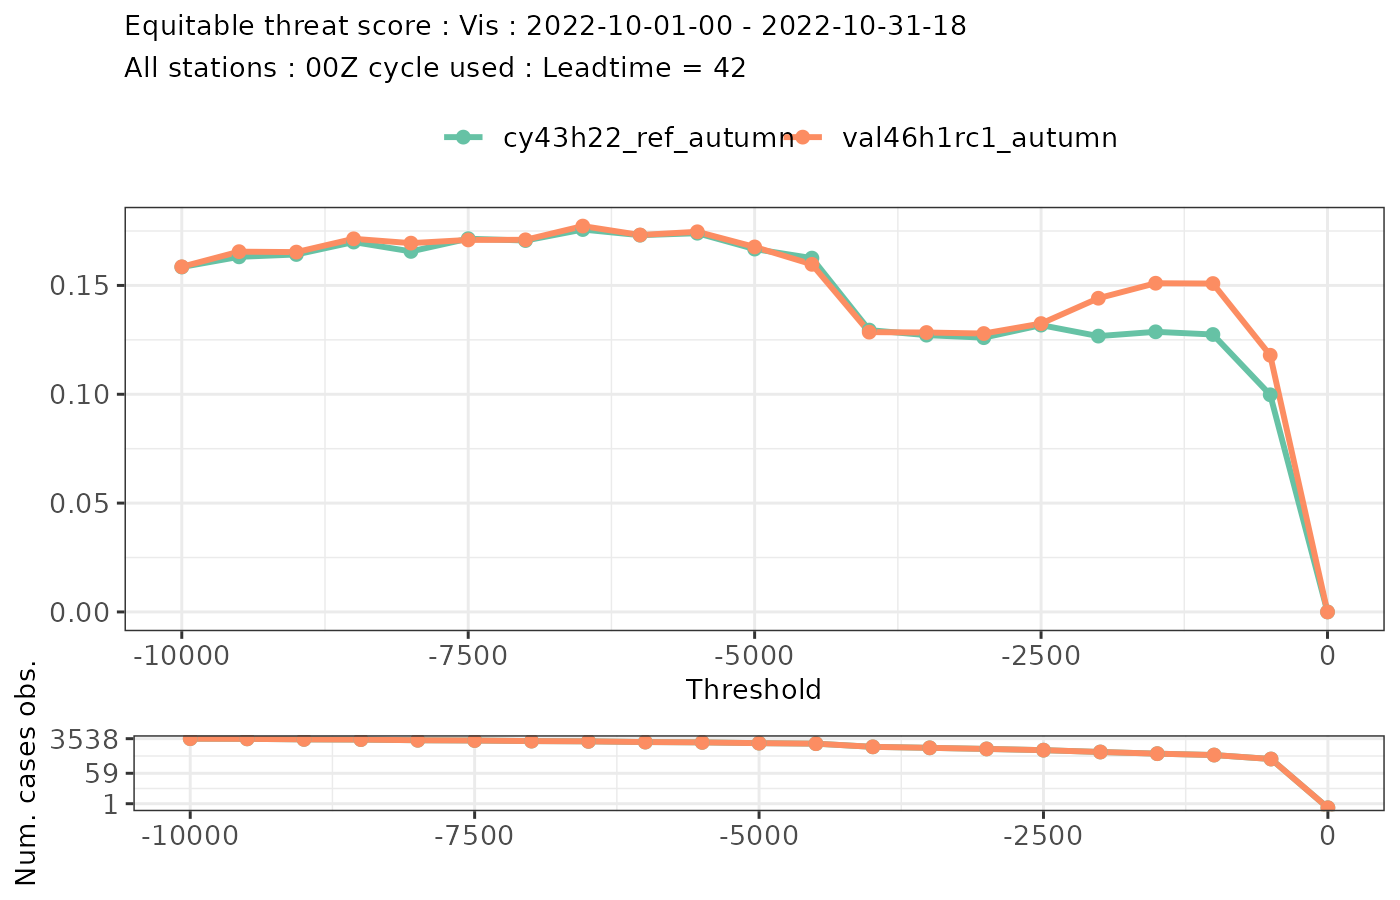 Equitable threat score : Vis : 2022-10-01-00 - 2022-10-31-18
All stations : 00Z cycle used : Leadtime = 42
cy43h22_ref_autumn val46h1rc1_autumn
0.15
0.10
0.05
0.00
-10000 -7500 -5000 -2500 0
Threshold
Num. cases obs.
3538
59
1
-10000 -7500 -5000 -2500 0